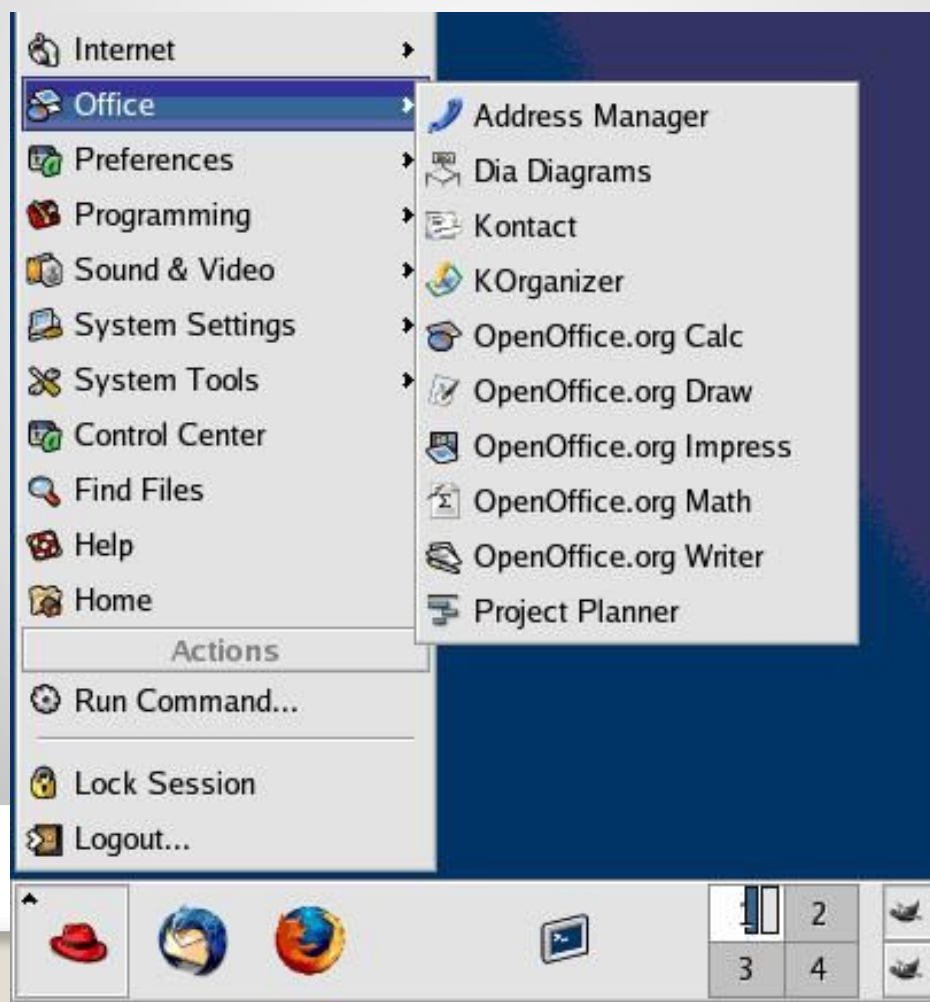 Internet
Office
Preferences
Programming
Sound & Video
System Settings
System Tools
Control Center
Find Files
Help
Home
Actions
Run Command...
Lock Session
Logout...
Address Manager
Dia Diagrams
Kontact
KOrganizer
OpenOffice.org Calc
OpenOffice.org Draw
OpenOffice.org Impress
OpenOffice.org Math
OpenOffice.org Writer
Project Planner
1 2
3 4